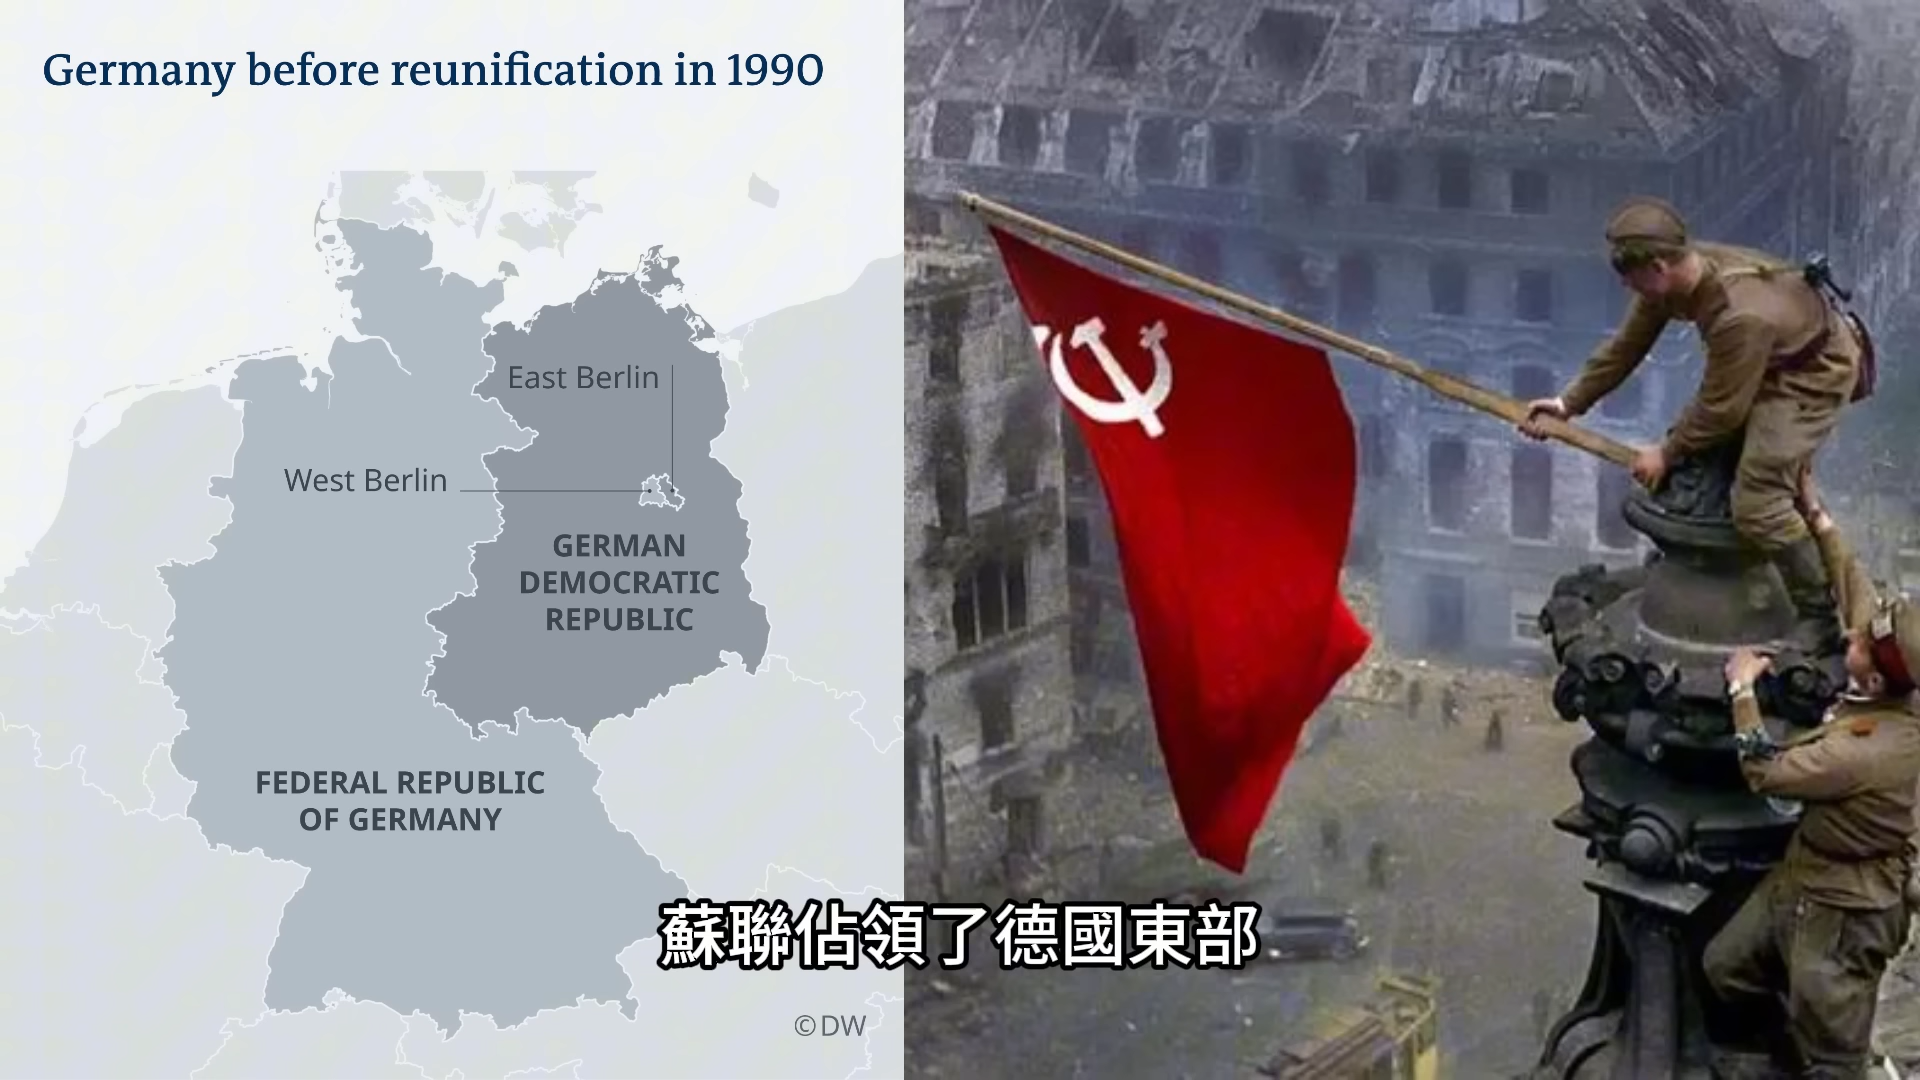 Germany before reunification in 1990
East Berlin
West Berlin
GERMAN
DEMOCRATIC
REPUBLIC
FEDERAL REPUBLIC
OF GERMANY
蘇聯佔領了德國東部
©DW